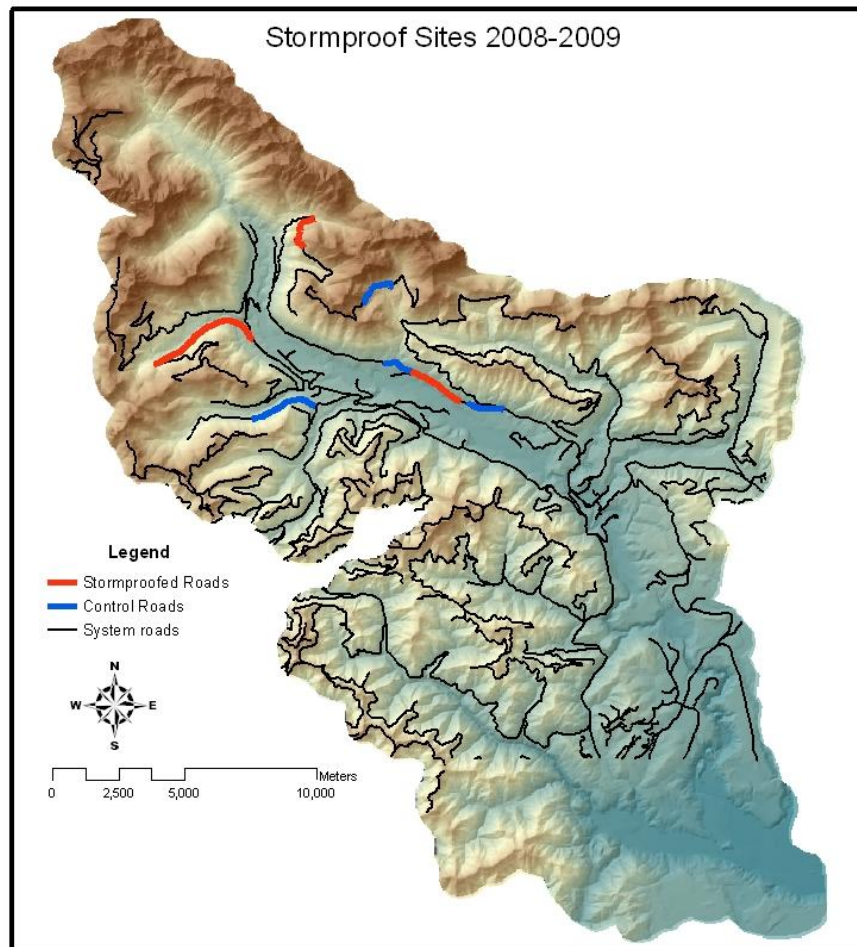 Stormproof Sites 2008-2009
Legend
Stormproofed Roads
Control Roads
System roads
N
W E
S
Meters
0 2,500 5,000 10,000